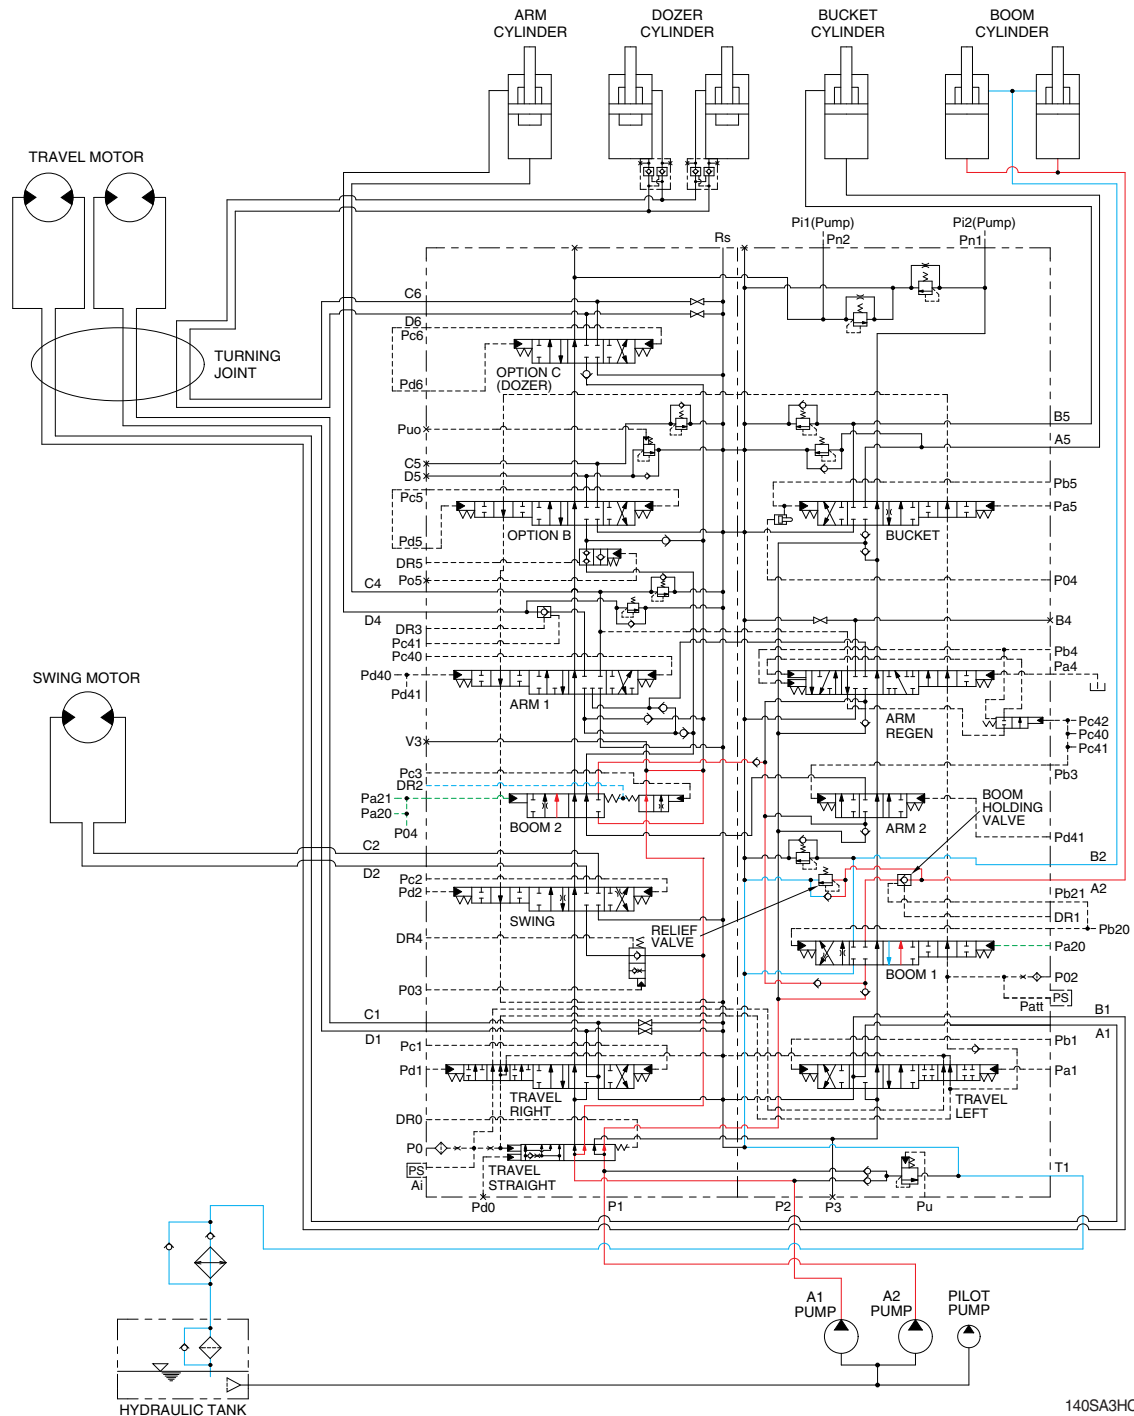 ARM
CYLINDER
DOZER
CYLINDER
BUCKET
CYLINDER
BOOM
CYLINDER
TRAVEL MOTOR
Pi1(Pump)
Pn2
Pi2(Pump)
Pn1
Rs
C6
D6
Pc6
Pd6
OPTION C
(DOZER)
TURNING
JOINT
Puo
C5
D5
Pc5
Pd5
OPTION B
B5
A5
Pb5
Pa5
BUCKET
DR5
Po5
C4
P04
D4
DR3
Pc41
Pc40
Pd40
Pd41
ARM 1
B4
Pb4
Pa4
ARM
REGEN
Pc42
Pc40
Pc41
SWING MOTOR
V3
Pc3
DR2
Pa21
Pa20
P04
BOOM 2
Pb3
ARM 2
BOOM
HOLDING
VALVE
Pd41
C2
D2
Pc2
Pd2
SWING
B2
A2
Pb21
DR1
Pb20
RELIEF
VALVE
DR4
P03
Pa20
BOOM 1
P02
PS
Patt
C1
D1
Pc1
Pd1
TRAVEL
RIGHT
B1
A1
Pb1
Pa1
TRAVEL
LEFT
DR0
P0
PS
Ai
TRAVEL
STRAIGHT
Pd0
P1
P2
P3
Pu
T1
A1
PUMP
A2
PUMP
PILOT
PUMP
HYDRAULIC TANK
140SA3HC